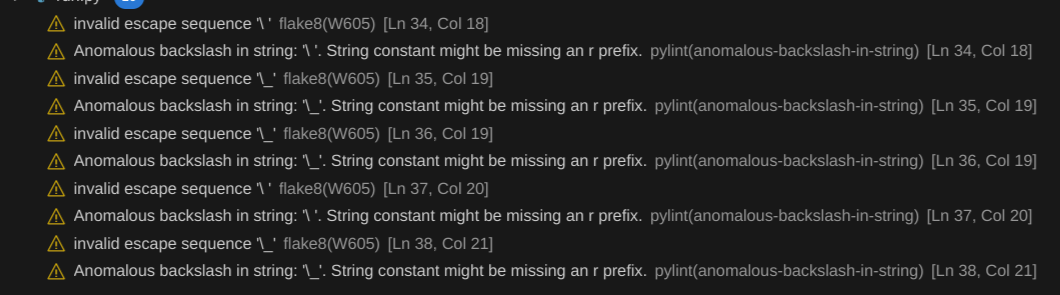 invalid escape sequence '\ ' flake8(W605) [Ln 34, Col 18]
Anomalous backslash in string: '\ '. String constant might be missing an r prefix. pylint(anomalous-backslash-in-string) [Ln 34, Col 18]
invalid escape sequence '\_' flake8(W605) [Ln 35, Col 19]
Anomalous backslash in string: '\_'. String constant might be missing an r prefix. pylint(anomalous-backslash-in-string) [Ln 35, Col 19]
invalid escape sequence '\_' flake8(W605) [Ln 36, Col 19]
Anomalous backslash in string: '\_'. String constant might be missing an r prefix. pylint(anomalous-backslash-in-string) [Ln 36, Col 19]
invalid escape sequence '\ ' flake8(W605) [Ln 37, Col 20]
Anomalous backslash in string: '\ '. String constant might be missing an r prefix. pylint(anomalous-backslash-in-string) [Ln 37, Col 20]
invalid escape sequence '\_' flake8(W605) [Ln 38, Col 21]
Anomalous backslash in string: '\_'. String constant might be missing an r prefix. pylint(anomalous-backslash-in-string) [Ln 38, Col 21]